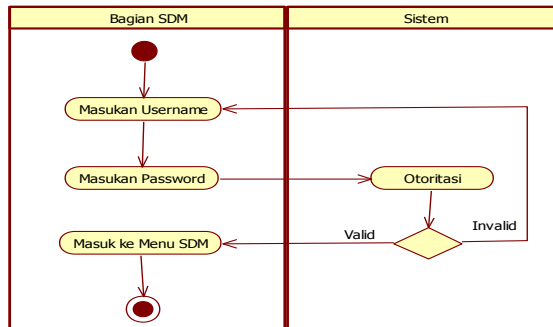 Bagian SDM
Sistem
Masukan Username
Masukan Password
Otoritasi
Masuk ke Menu SDM
Valid
Invalid